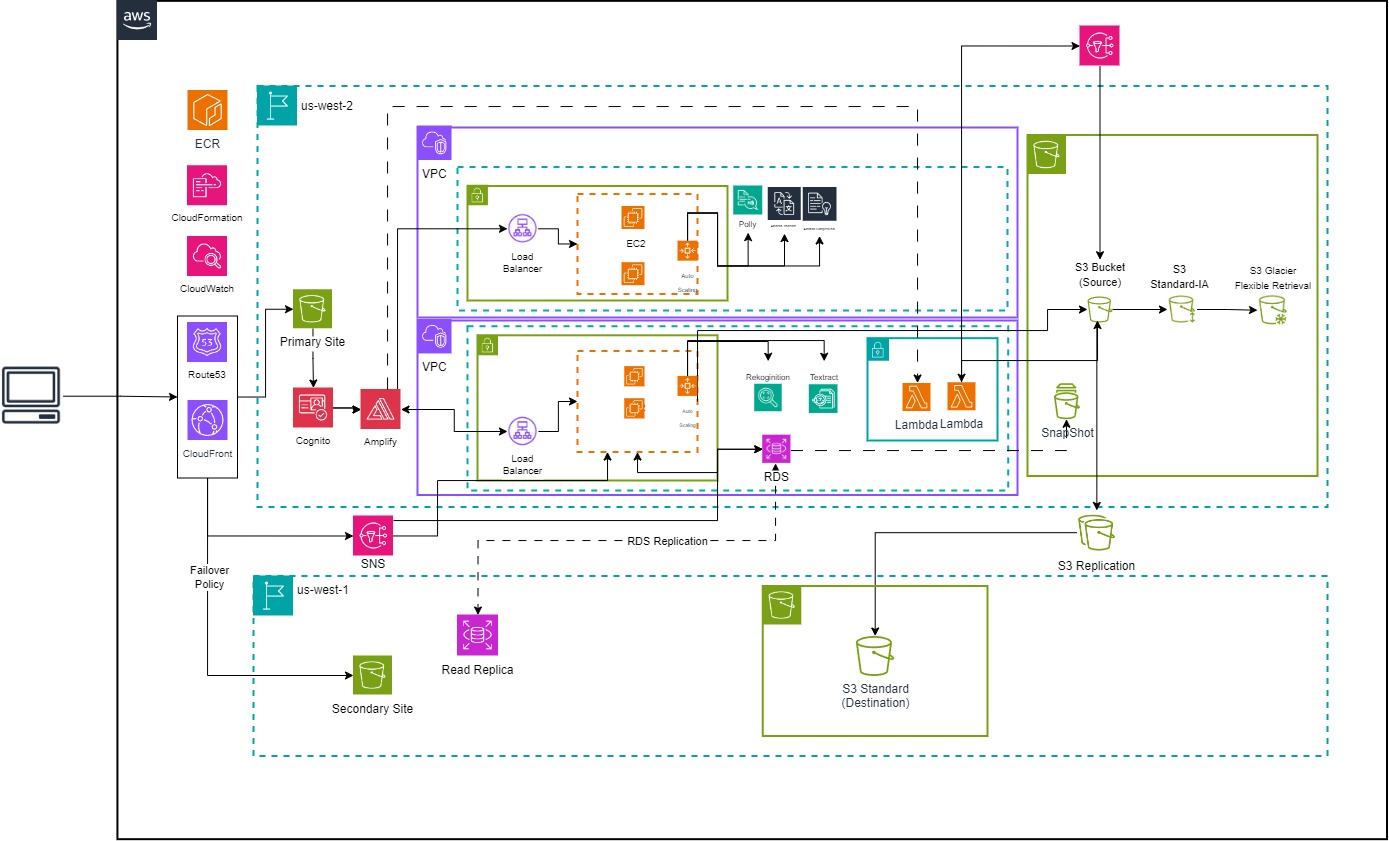 aws
us-west-2
ECR
VPC
CloudFormation
Polly
EC2
Load
Balancer
Auto
Scaling
CloudWatch
S3 Bucket
(Source)
S3
Standard-IA
S3 Glacier
Flexible Retrieval
Primary Site
53
Route53
VPC
Rekoginition
Textract
Auto
Scaling
Lambda
Lambda
Cognito
Amplify
CloudFront
Load
Balancer
SnapShot
RDS
SNS
RDS Replication
S3 Replication
Failover
Policy
us-west-1
Read Replica
S3 Standard
(Destination)
Secondary Site